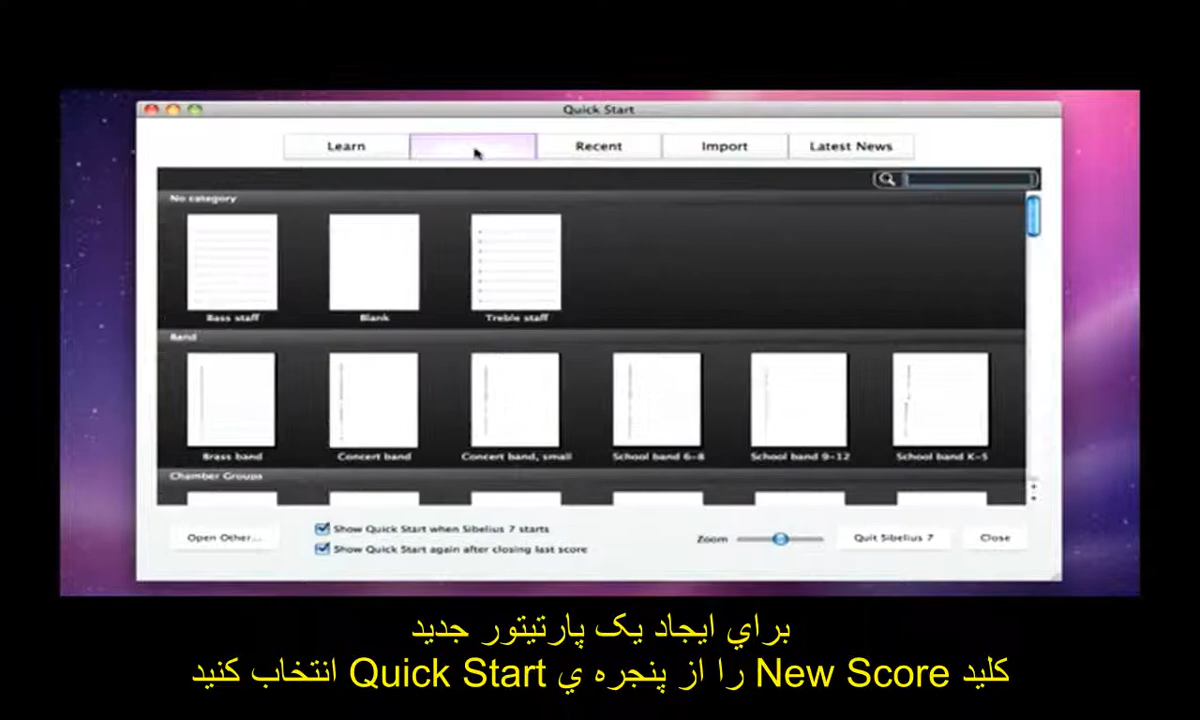 Quick Start
Learn
Recent
Import
Latest News
No category
Bass staff
Blank
Treble staff
Band
Brass band
Concert band
Concert band, small
School band 6-8
School band 9-12
School band K-5
Chamber Groups
Open Other...
Show Quick Start when Sibelius 7 starts
Show Quick Start again after closing last score
Zoom
Quit Sibelius 7
Close
براي ايجاد يک پارتيتور جديد
کليد New Score را از پنجره ي Quick Start انتخاب کنيد